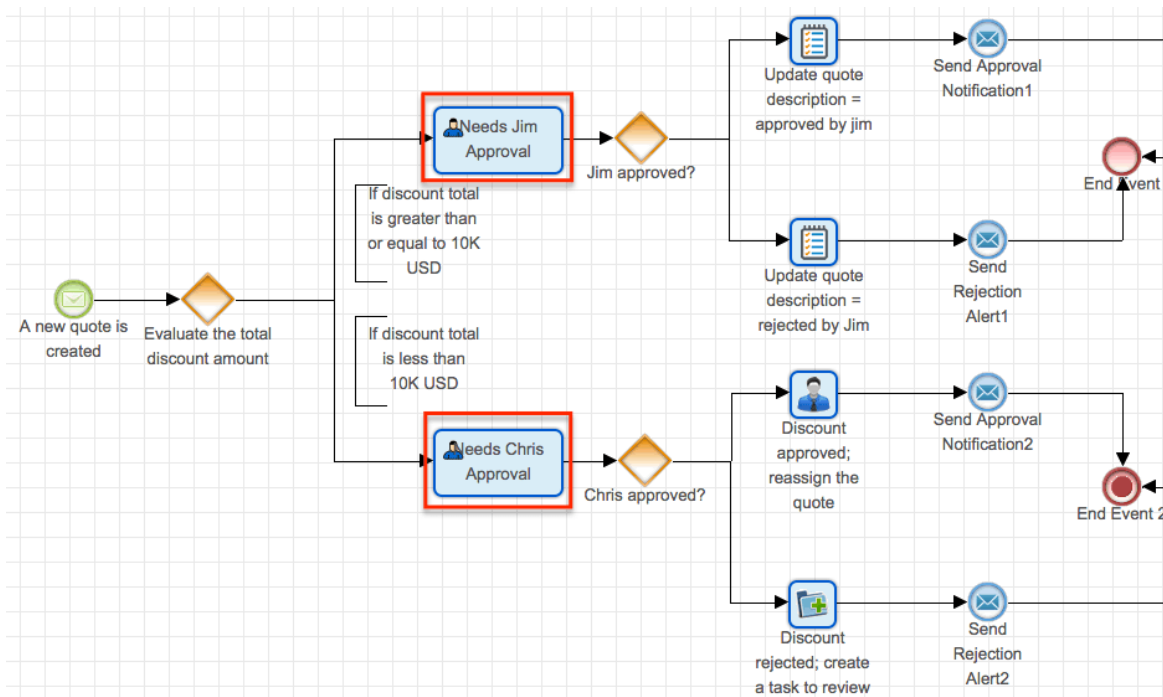 A new quote is
created
Evaluate the total
discount amount
Needs Jim
Approval
If discount total
is greater than
or equal to 10K
USD
Jim approved?
Update quote
description =
approved by jim
Send Approval
Notification1
Update quote
description =
rejected by Jim
Send
Rejection
Alert1
End Event
If discount total
is less than
10K USD
Needs Chris
Approval
Chris approved?
Discount
approved;
reassign the
quote
Send Approval
Notification2
End Event 2
Discount
rejected; create
a task to review
Send
Rejection
Alert2